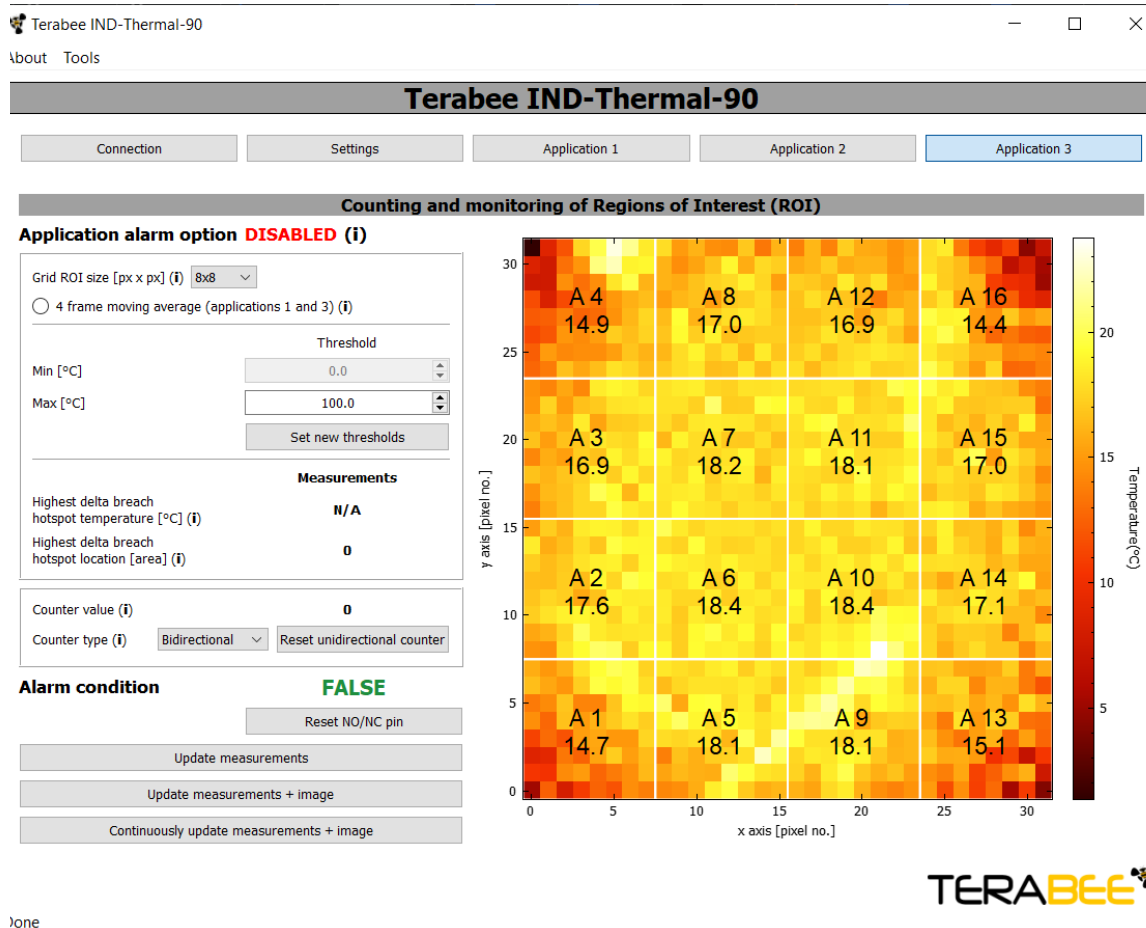 Terabee IND-Thermal-90
About Tools
Terabee IND-Thermal-90
Connection Settings Application 1 Application 2 Application 3
Counting and monitoring of Regions of Interest (ROI)
Application alarm option DISABLED (i)
Grid ROI size [px x px] (i) 8x8
4 frame moving average (applications 1 and 3) (i)
Threshold
Min [°C] 0.0
Max [°C] 100.0
Set new thresholds
Measurements
Highest delta breach
hotspot temperature [°C] (i) N/A
Highest delta breach
hotspot location [area] (i) 0
Counter value (i) 0
Counter type (i) Bidirectional Reset unidirectional counter
Alarm condition FALSE
Reset NO/NC pin
Update measurements
Update measurements + image
Continuously update measurements + image
30
25
20
15
10
5
0
y axis [pixel no.]
A 4 A 8 A 12 A 16
14.9 17.0 16.9 14.4
A 3 A 7 A 11 A 15
16.9 18.2 18.1 17.0
A 2 A 6 A 10 A 14
17.6 18.4 18.4 17.1
A 1 A 5 A 9 A 13
14.7 18.1 18.1 15.1
0 5 10 15 20 25 30
x axis [pixel no.]
20
15
10
5
Temperature(°C)
TERABEE
Done